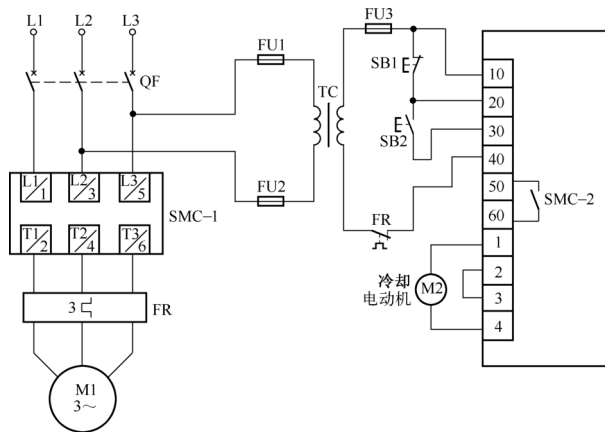 L1 L2 L3
QF
FU1
FU2
TC
FU3
SB1
SB2
FR
10
20
30
40
50
60
1
2
3
4
SMC-2
冷却
电动机
M2
L1/1 L2/3 L3/5
T1/2 T2/4 T3/6
SMC-1
3
FR
M1
3～